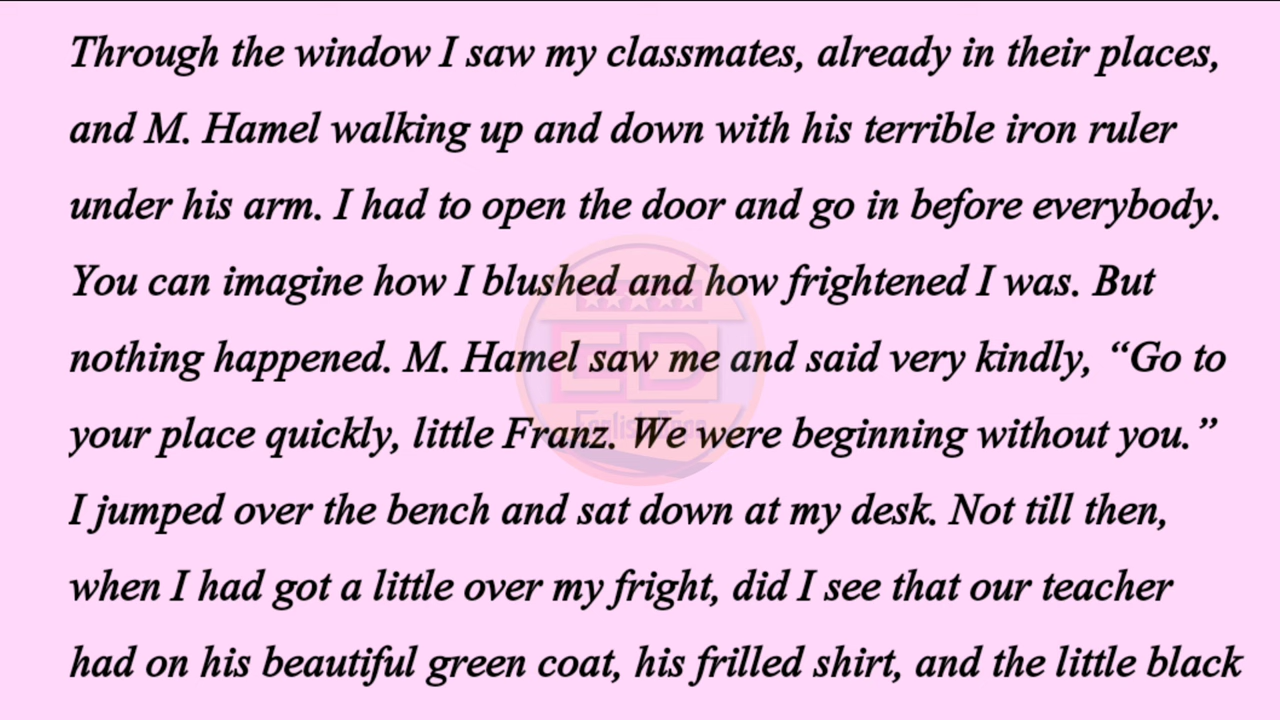 Through the window I saw my classmates, already in their places,
and M. Hamel walking up and down with his terrible iron ruler
under his arm. I had to open the door and go in before everybody.
You can imagine how I blushed and how frightened I was. But
nothing happened. M. Hamel saw me and said very kindly, “Go to
your place quickly, little Franz. We were beginning without you.”
I jumped over the bench and sat down at my desk. Not till then,
when I had got a little over my fright, did I see that our teacher
had on his beautiful green coat, his frilled shirt, and the little black
ED